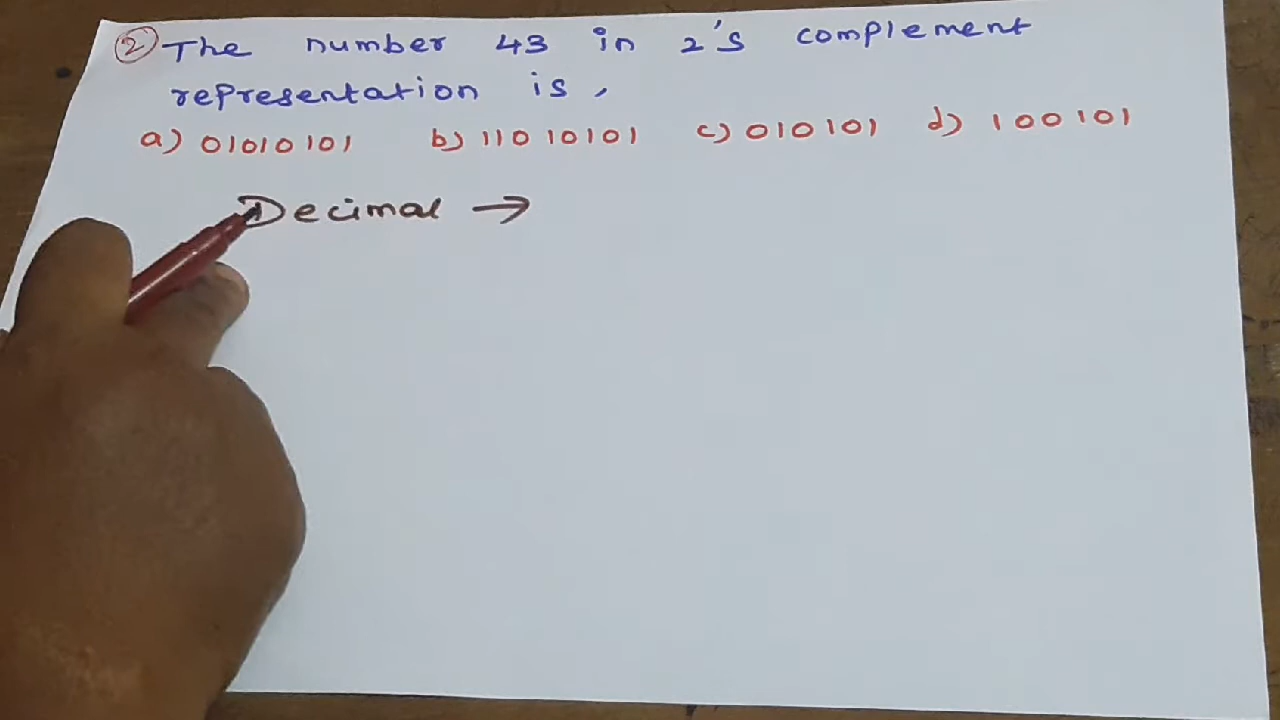 2 The number 43 in 2's complement
representation is,
a) 01010101 b) 11010101 c) 010101 d) 100101
Decimal →